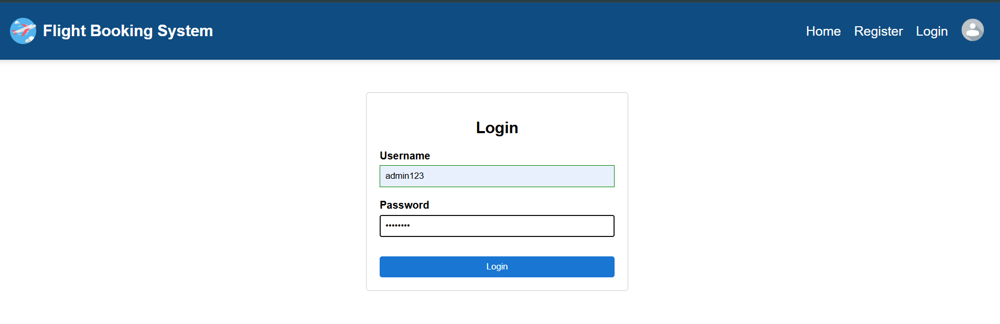 Flight Booking System
Home Register Login
Login
Username
admin123
Password
••••••••
Login